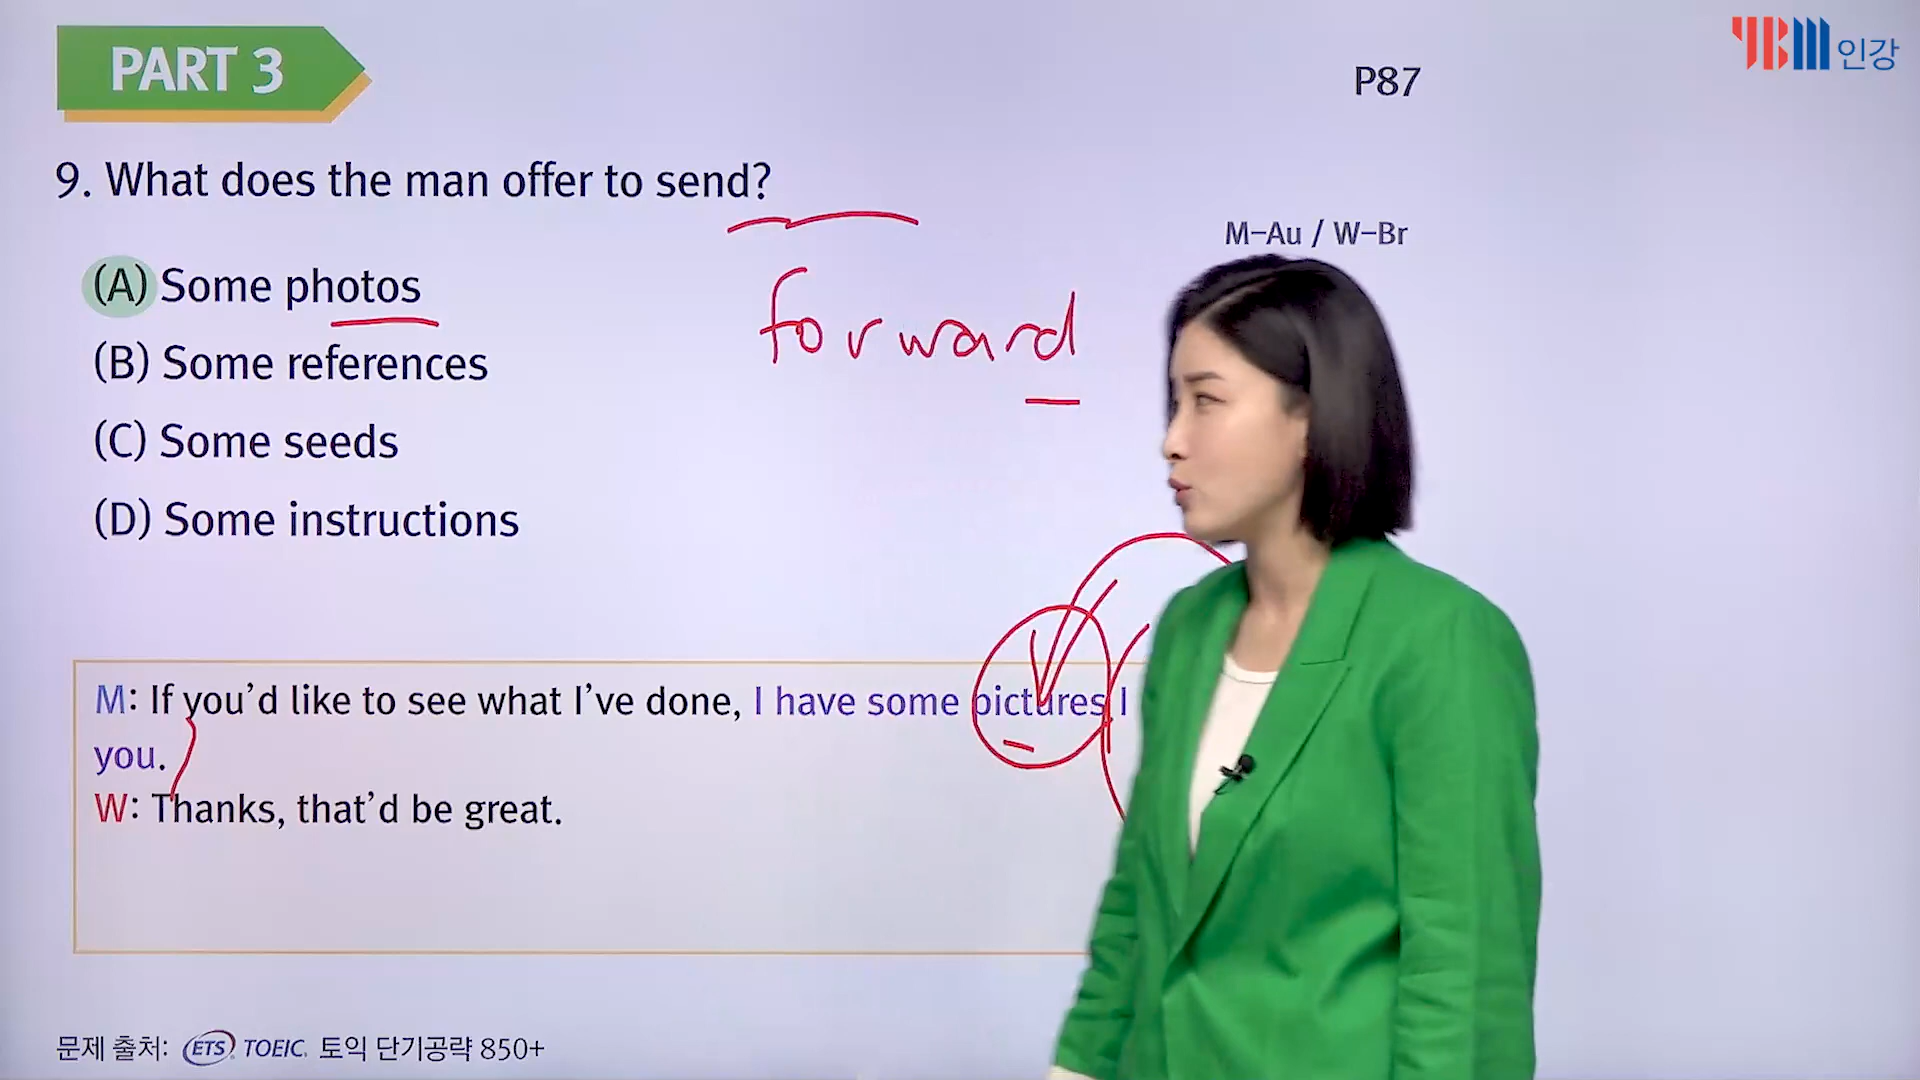 PART 3
P87
YBM 인강
9. What does the man offer to send?
M-Au / W-Br
(A) Some photos
forward
(B) Some references
(C) Some seeds
(D) Some instructions
M: If you’d like to see what I’ve done, I have some pictures I
you.
W: Thanks, that’d be great.
문제 출처: ETS TOEIC. 토익 단기공략 850+